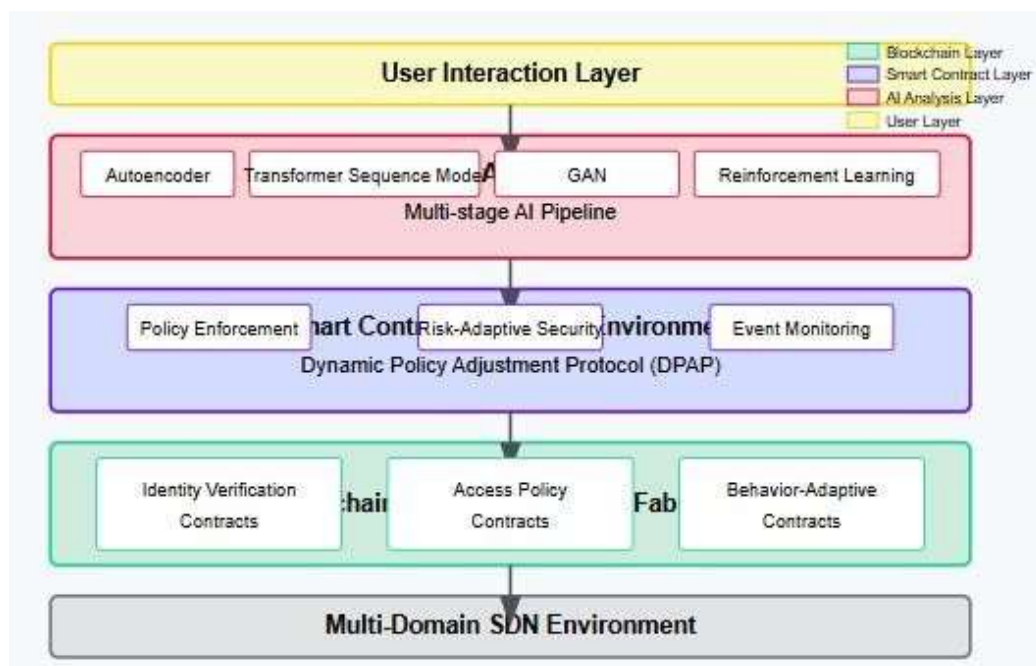 User Interaction Layer
Blockchain Layer
Smart Contract Layer
AI Analysis Layer
User Layer
Autoencoder
Transformer Sequence Mode
GAN
Reinforcement Learning
Multi-stage AI Pipeline
Policy Enforcement
Risk-Adaptive Security
Event Monitoring
Dynamic Policy Adjustment Protocol (DPAP)
Identity Verification
Contracts
Access Policy
Contracts
Behavior-Adaptive
Contracts
Multi-Domain SDN Environment